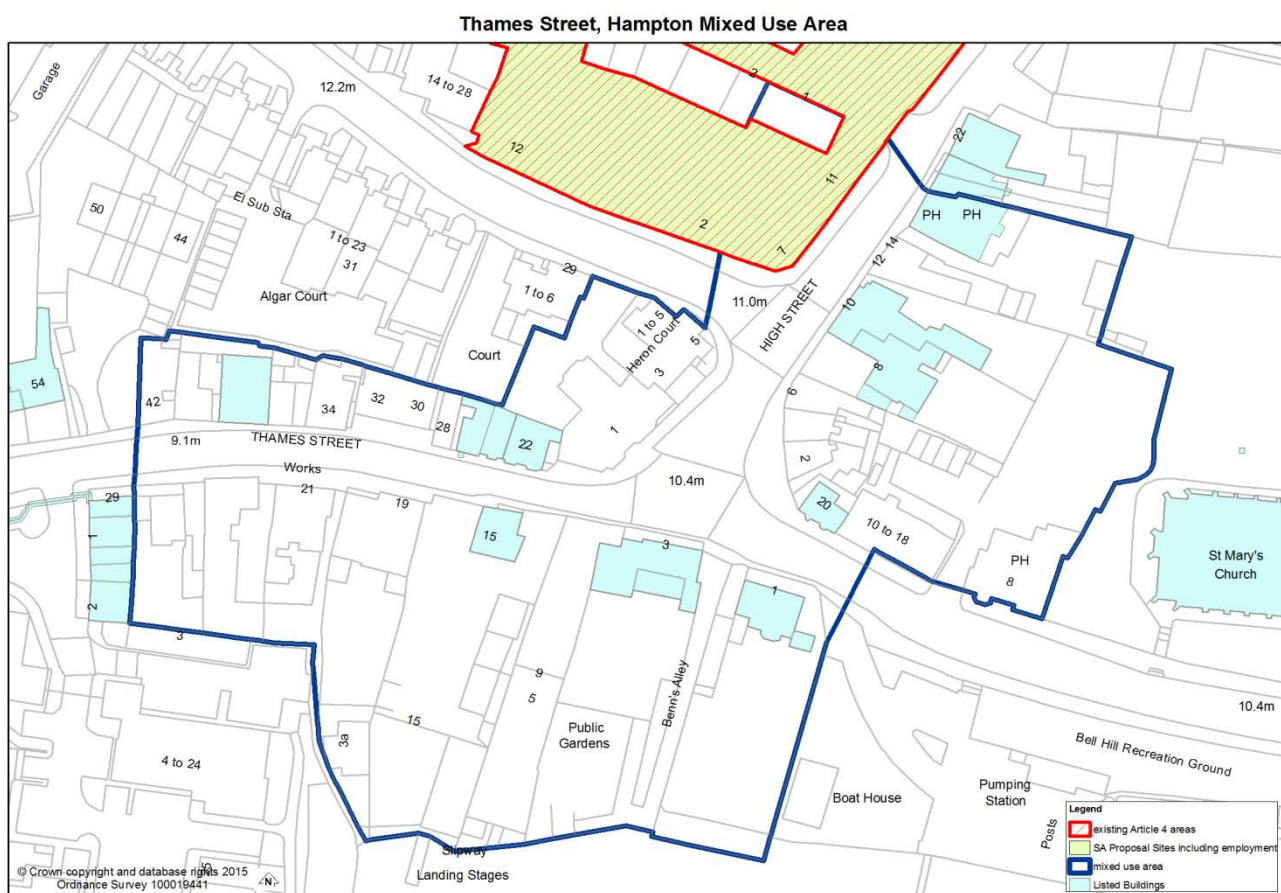 Thames Street, Hampton Mixed Use Area
Garage
12.2m
14 to 28
2
1
12
22
11
El Sub Sta
PH PH
50
44
1 to 23
31
2
7
14
12
29
Algar Court
1 to 6
11.0m
HIGH STREET
10
1 to 5
Heron Court
5
3
Court
8
54
42
34
32
30
28
22
1
6
9.1m
THAMES STREET
Works
2
10.4m
29
21
19
20
10 to 18
15
3
1
PH
8
St Mary's
Church
1
2
3
9
5
Benn's Alley
15
Public
Gardens
3a
10.4m
Bell Hill Recreation Ground
4 to 24
Boat House
Pumping
Station
Posts
Slipway
Landing Stages
© Crown copyright and database rights 2015
Ordnance Survey 100019441
N
Legend
existing Article 4 areas
SA Proposal Sites including employment
mixed use area
Listed Buildings